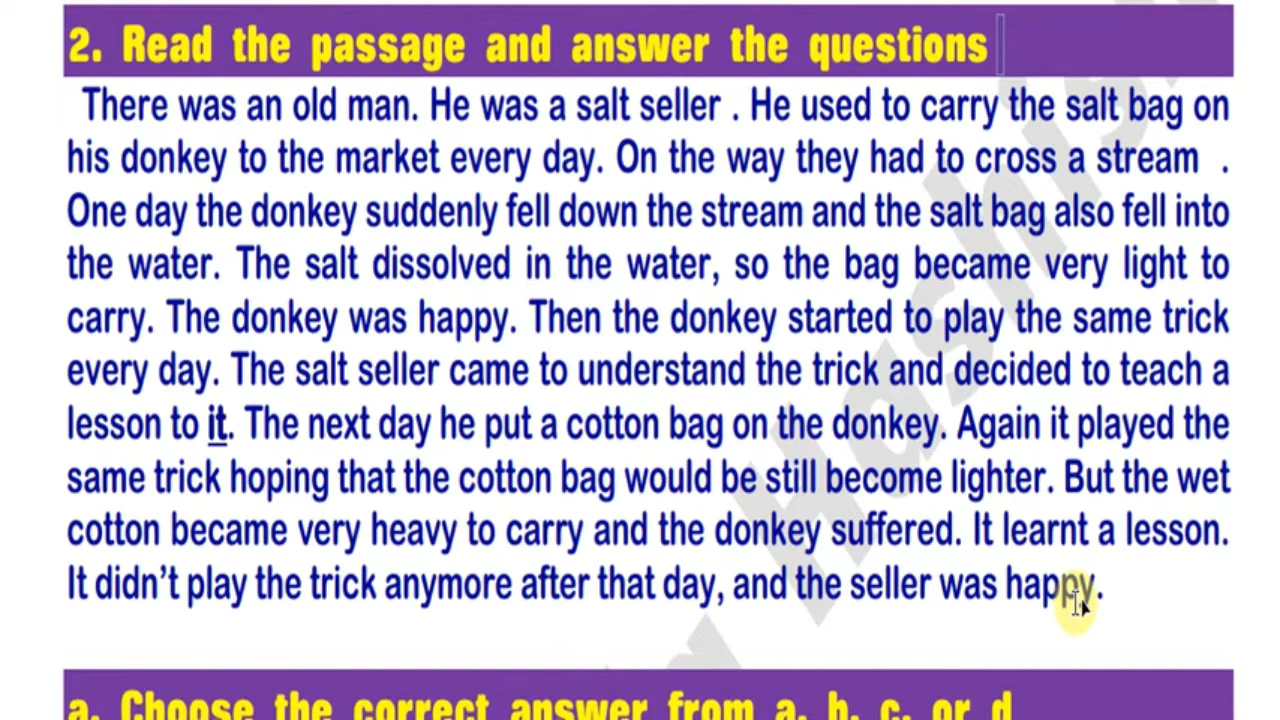 2. Read the passage and answer the questions
There was an old man. He was a salt seller . He used to carry the salt bag on
his donkey to the market every day. On the way they had to cross a stream .
One day the donkey suddenly fell down the stream and the salt bag also fell into
the water. The salt dissolved in the water, so the bag became very light to
carry. The donkey was happy. Then the donkey started to play the same trick
every day. The salt seller came to understand the trick and decided to teach a
lesson to it. The next day he put a cotton bag on the donkey. Again it played the
same trick hoping that the cotton bag would be still become lighter. But the wet
cotton became very heavy to carry and the donkey suffered. It learnt a lesson.
It didn't play the trick anymore after that day, and the seller was happy.
a. Choose the correct answer from a, b, c, or d